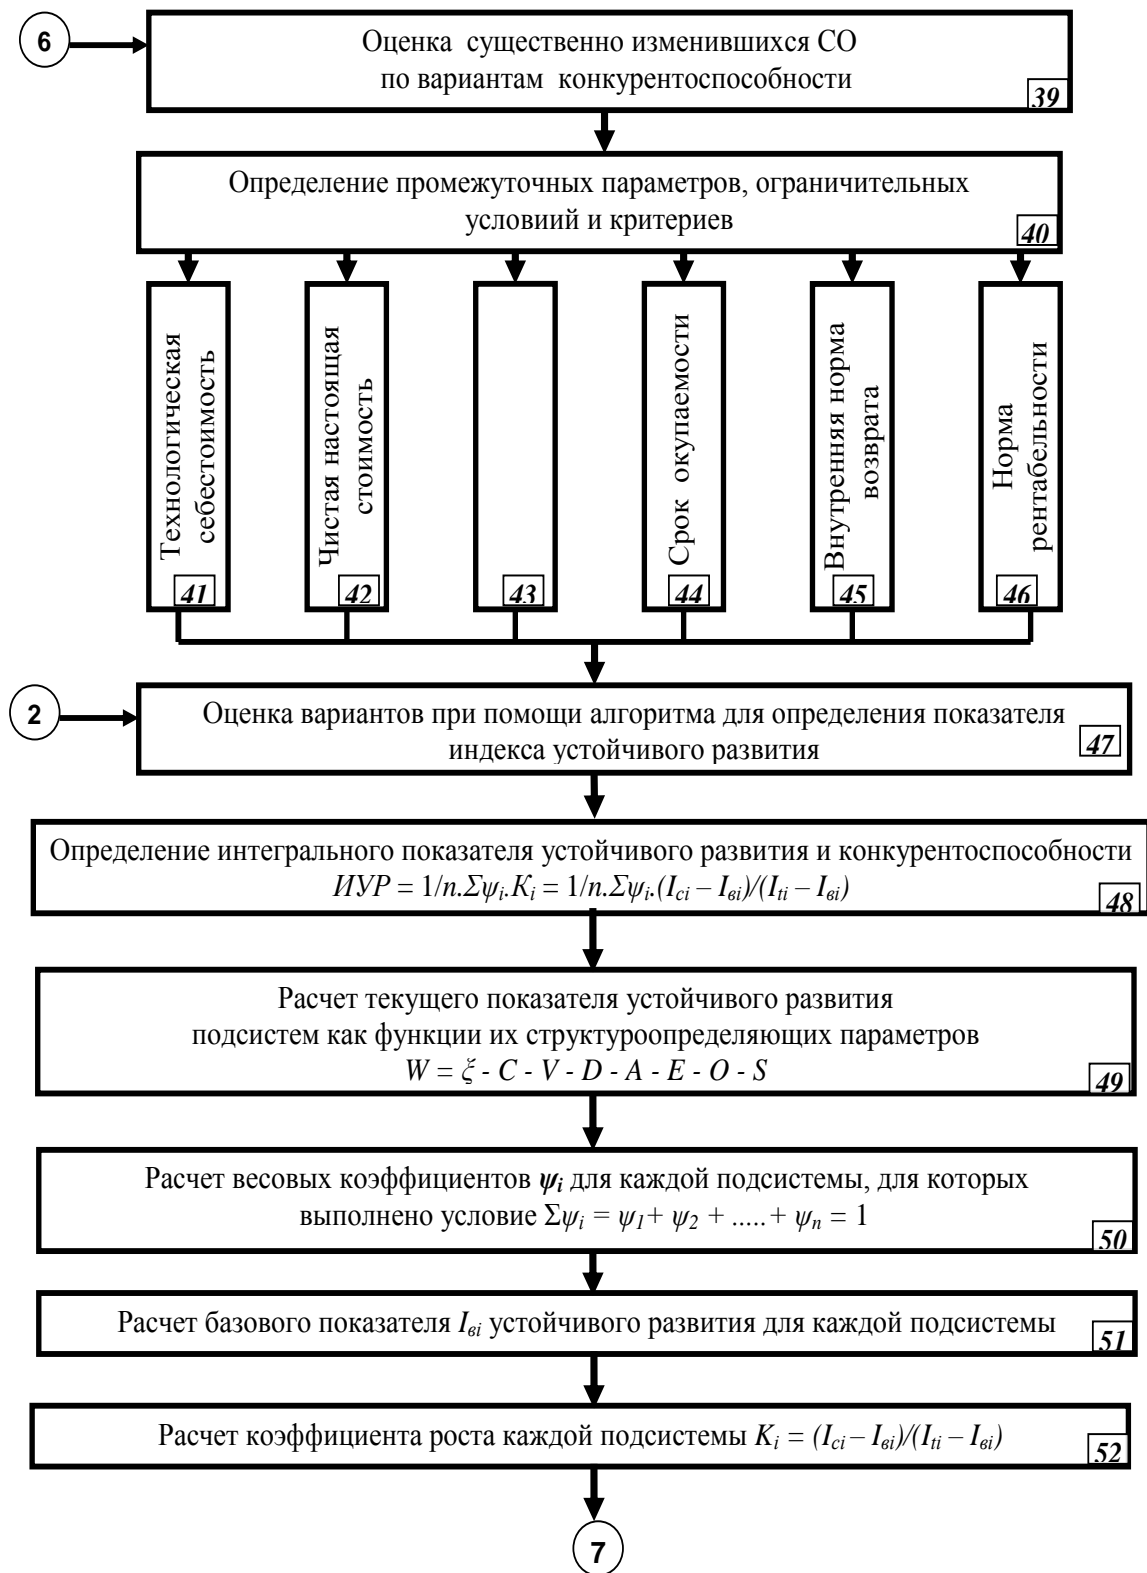 6
Оценка существенно изменившихся СО
по вариантам конкурентоспособности
39
Определение промежуточных параметров, ограничительных
условиий и критериев
40
Технологическая
себестоимость
41
Чистая настоящая
стоимость
42
43
Срок окупаемости
44
Внутренняя норма
возврата
45
Норма
рентабельности
46
2
Оценка вариантов при помощи алгоритма для определения показателя
индекса устойчивого развития
47
Определение интегрального показателя устойчивого развития и конкурентоспособности
ИУР = 1/n.Σψi.Ki = 1/n.Σψi.(Ici – Iвi)/(Iti – Iвi)
48
Расчет текущего показателя устойчивого развития
подсистем как функции их структуроопределяющих параметров
W = ξ - C - V - D - A - E - O - S
49
Расчет весовых коэффициентов ψi для каждой подсистемы, для которых
выполнено условие Σψi = ψ1 + ψ2 + ..... + ψn = 1
50
Расчет базового показателя Iвi устойчивого развития для каждой подсистемы
51
Расчет коэффициента роста каждой подсистемы Ki = (Ici – Iвi)/(Iti – Iвi)
52
7